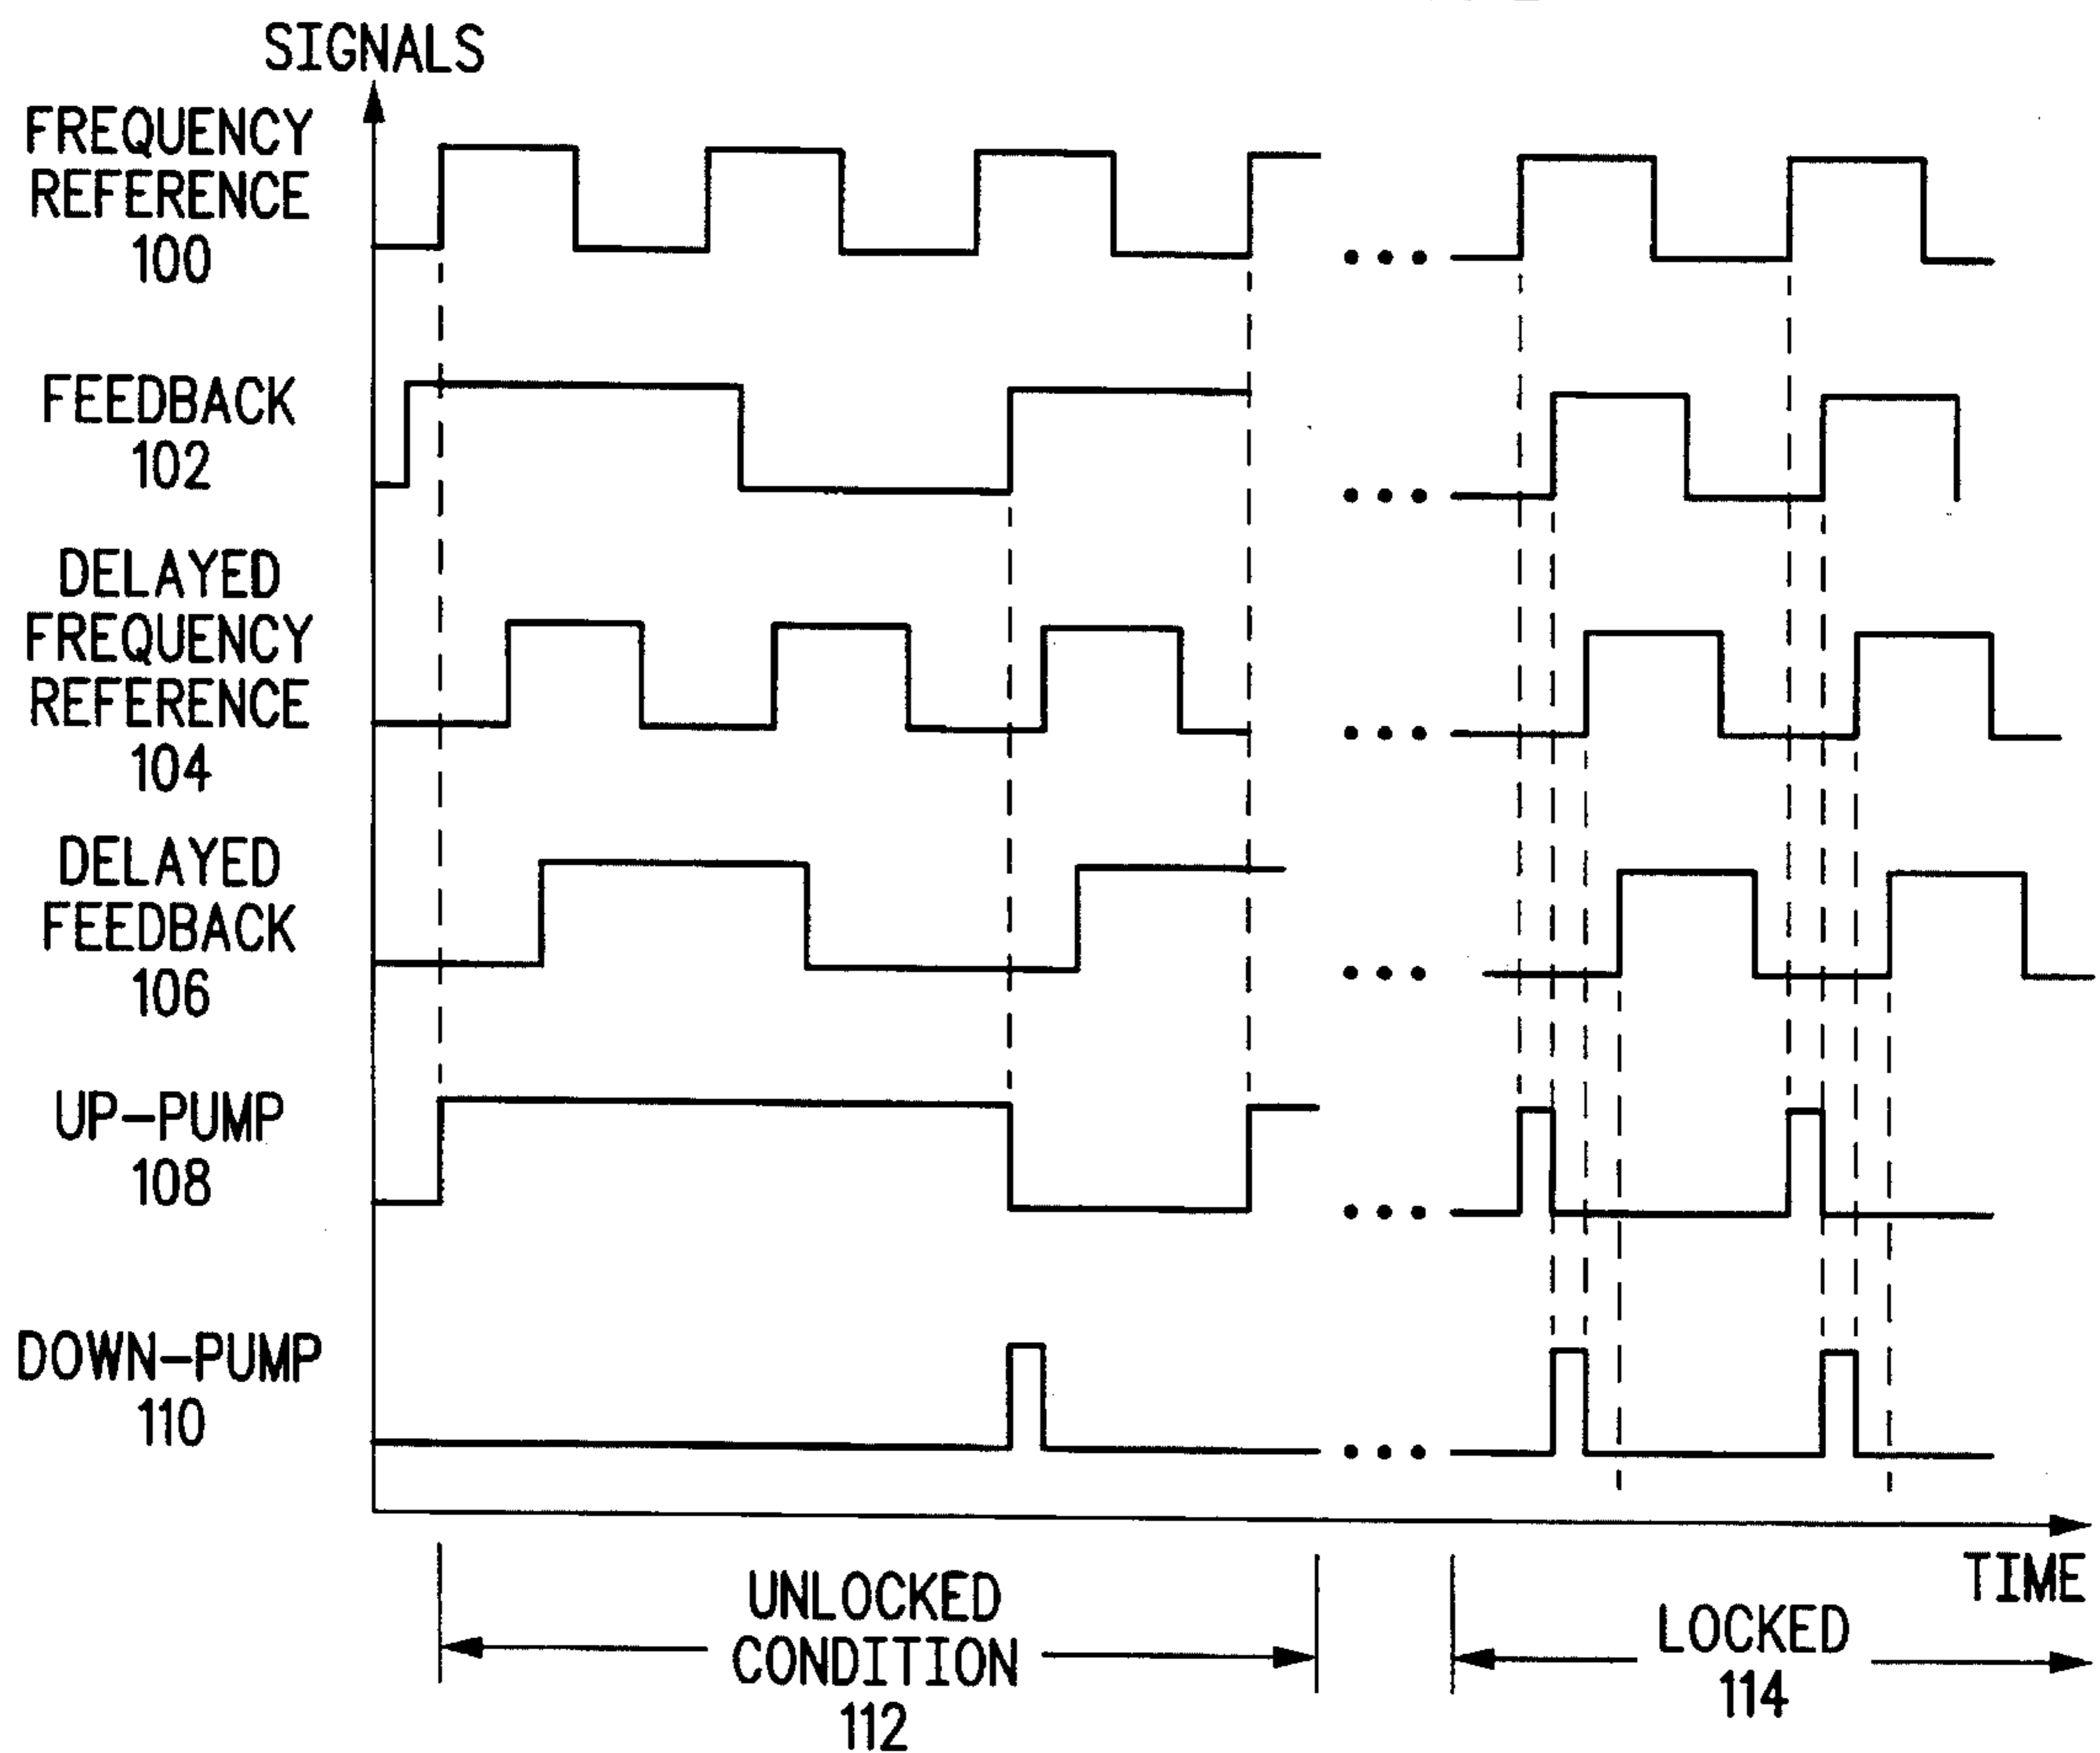 SIGNALS
FREQUENCY
REFERENCE
100
FEEDBACK
102
DELAYED
FREQUENCY
REFERENCE
104
DELAYED
FEEDBACK
106
UP-PUMP
108
DOWN-PUMP
110
TIME
UNLOCKED
CONDITION
112
LOCKED
114